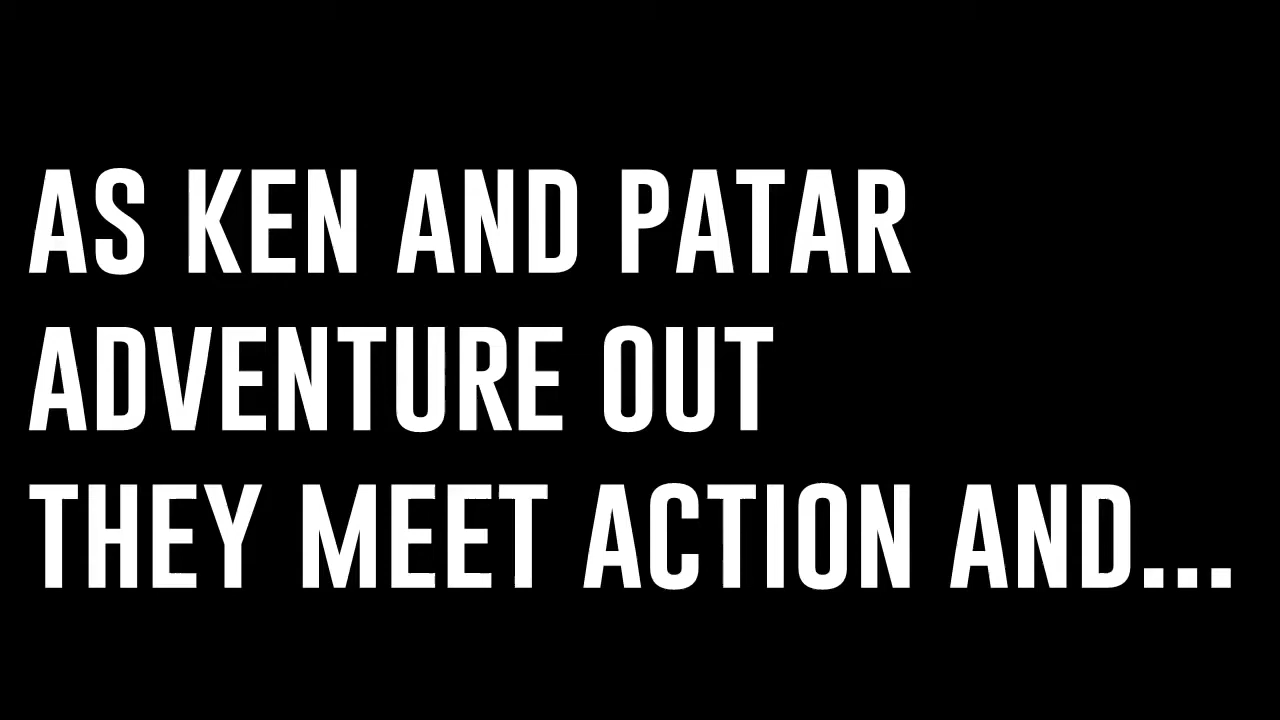 AS KEN AND PATAR
ADVENTURE OUT
THEY MEET ACTION AND...